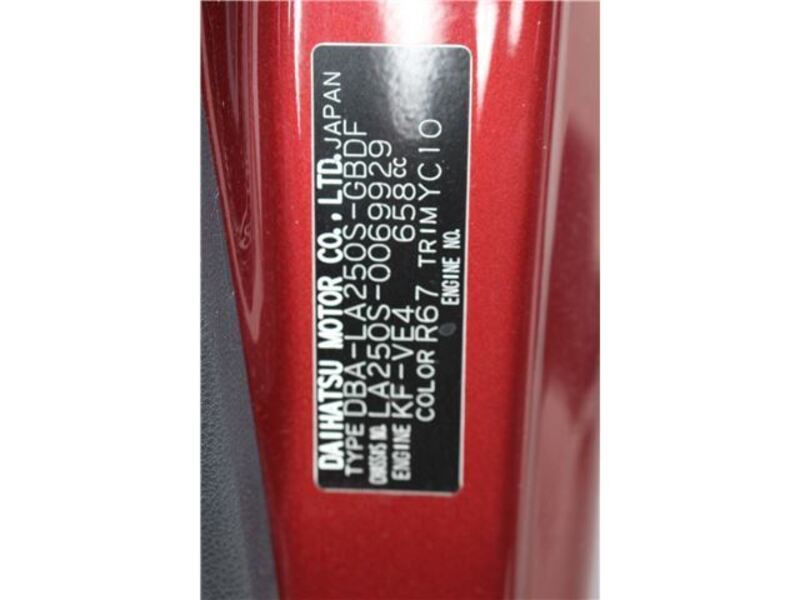 DAIHATSU MOTOR CO., LTD. JAPAN
TYPE DBA-LA250S-GBDF
CHASSIS NO. LA250S-0069929
ENGINE KF-VE4 658cc
COLOR R67 TRIM YC10
ENGINE NO.